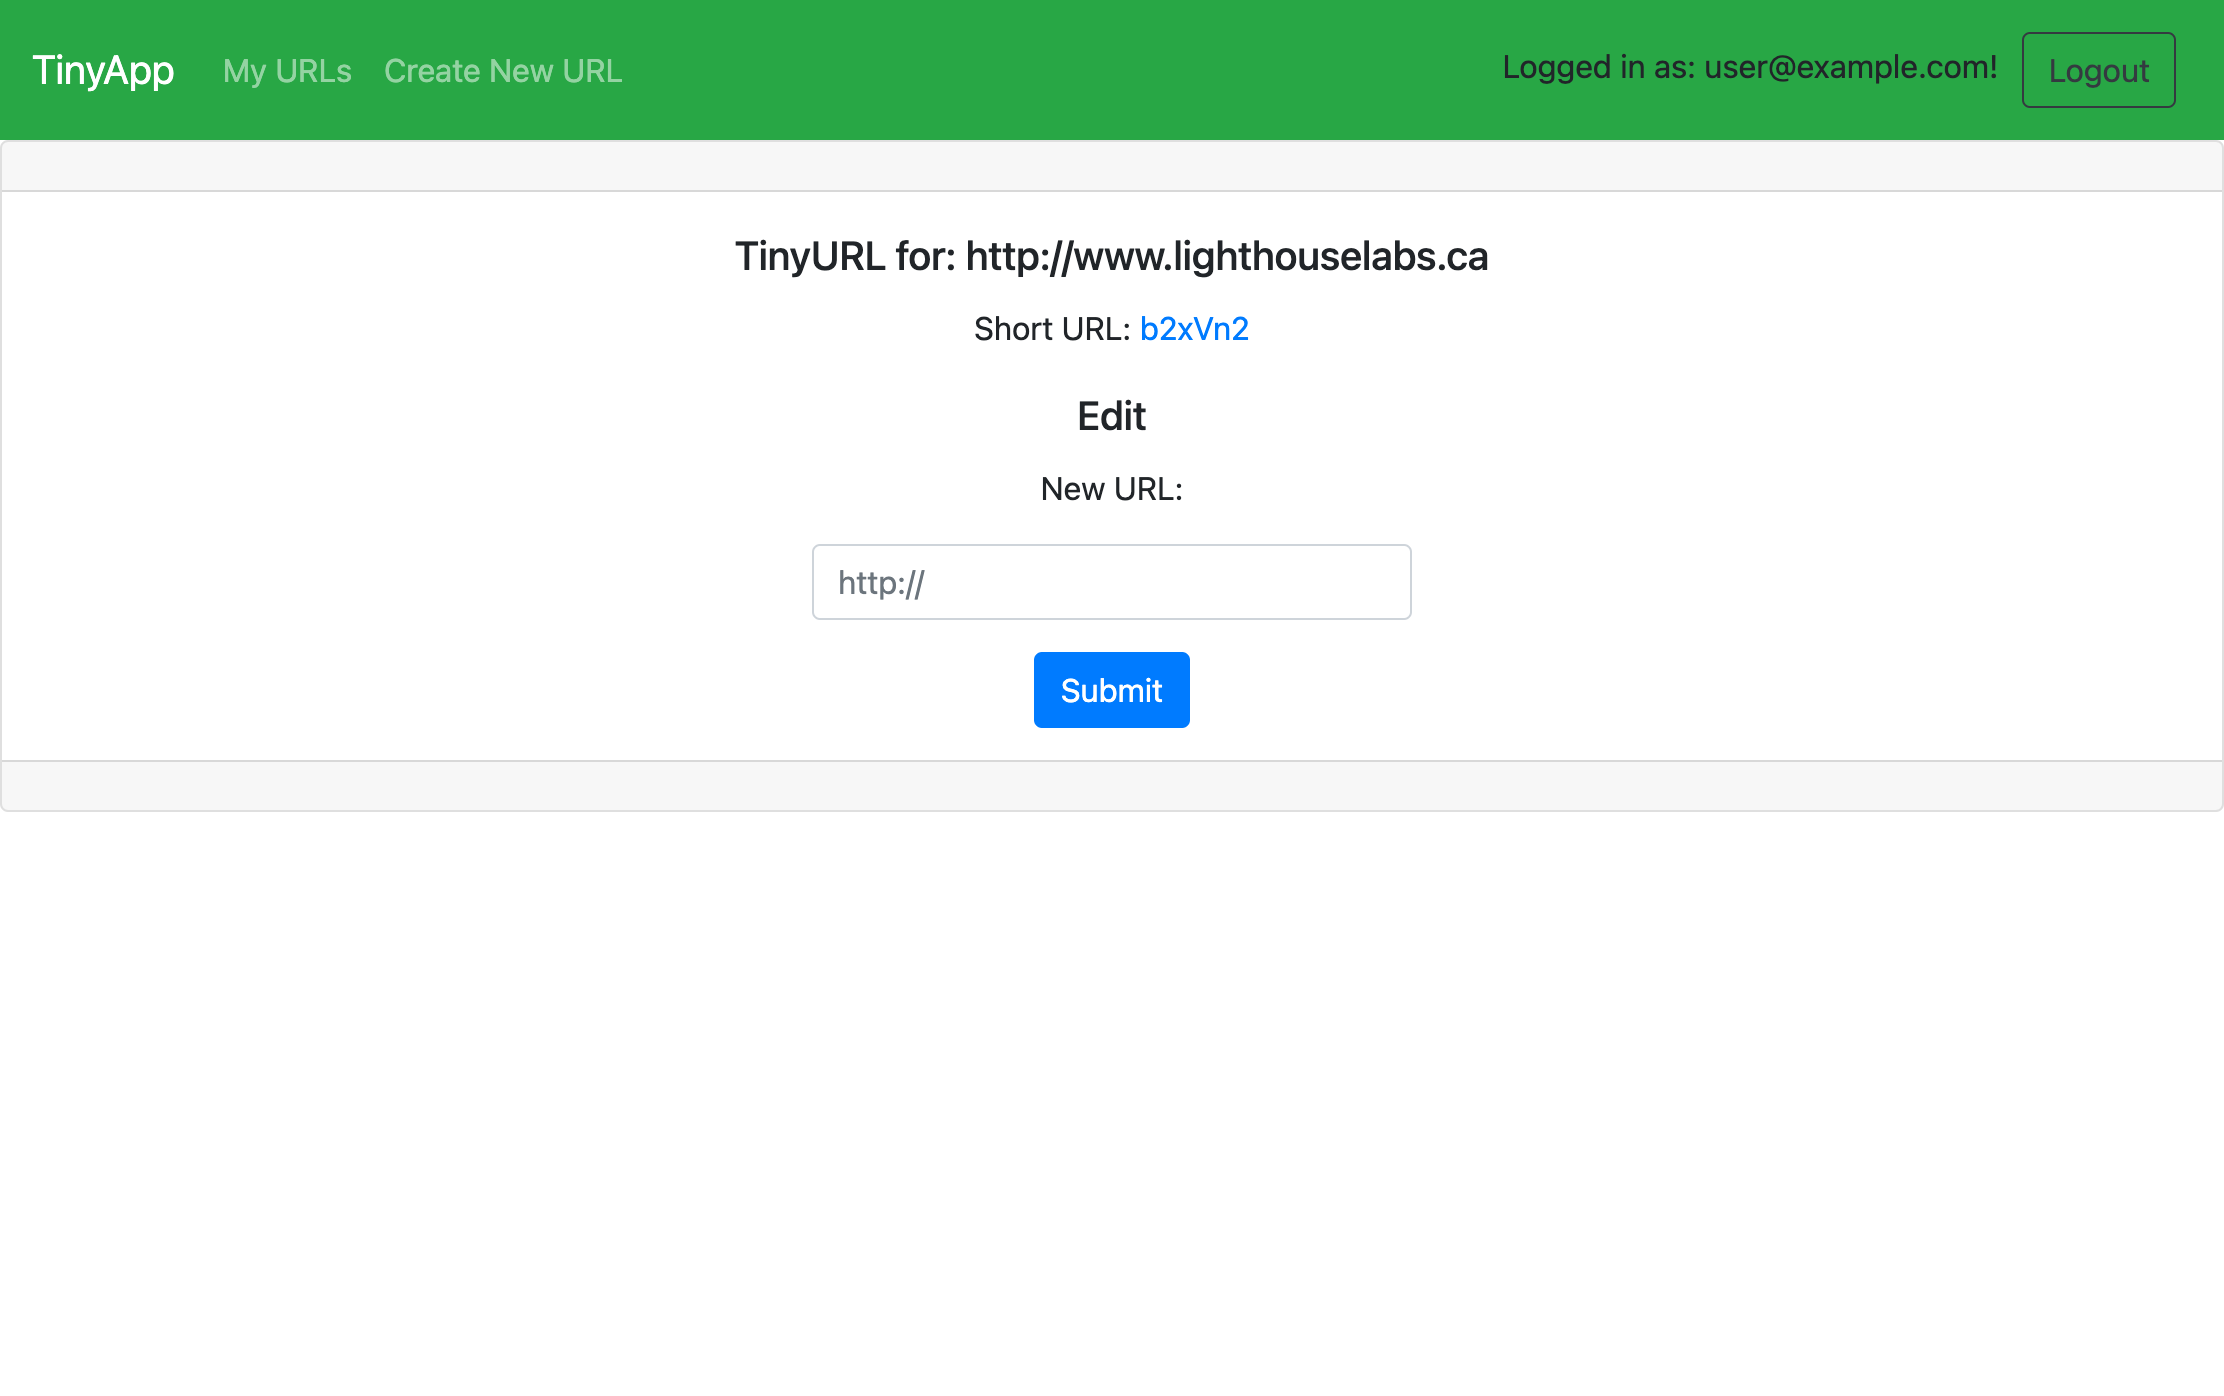 TinyApp My URLs Create New URL Logged in as: user@example.com! Logout
TinyURL for: http://www.lighthouselabs.ca
Short URL: b2xVn2
Edit
New URL:
http://
Submit